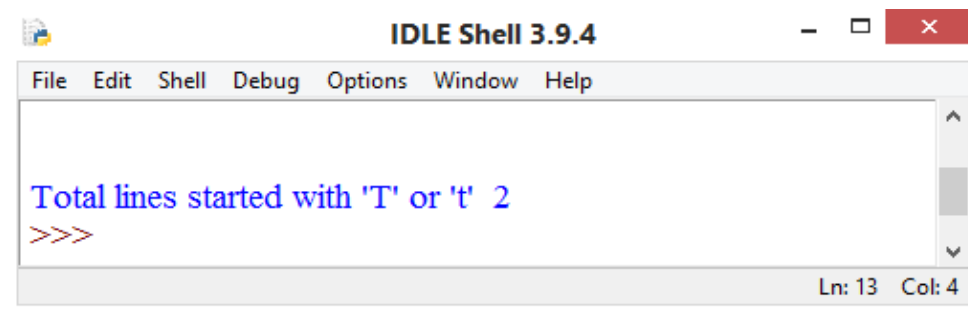 IDLE Shell 3.9.4
File Edit Shell Debug Options Window Help
Total lines started with 'T' or 't'  2
>>>
Ln: 13 Col: 4